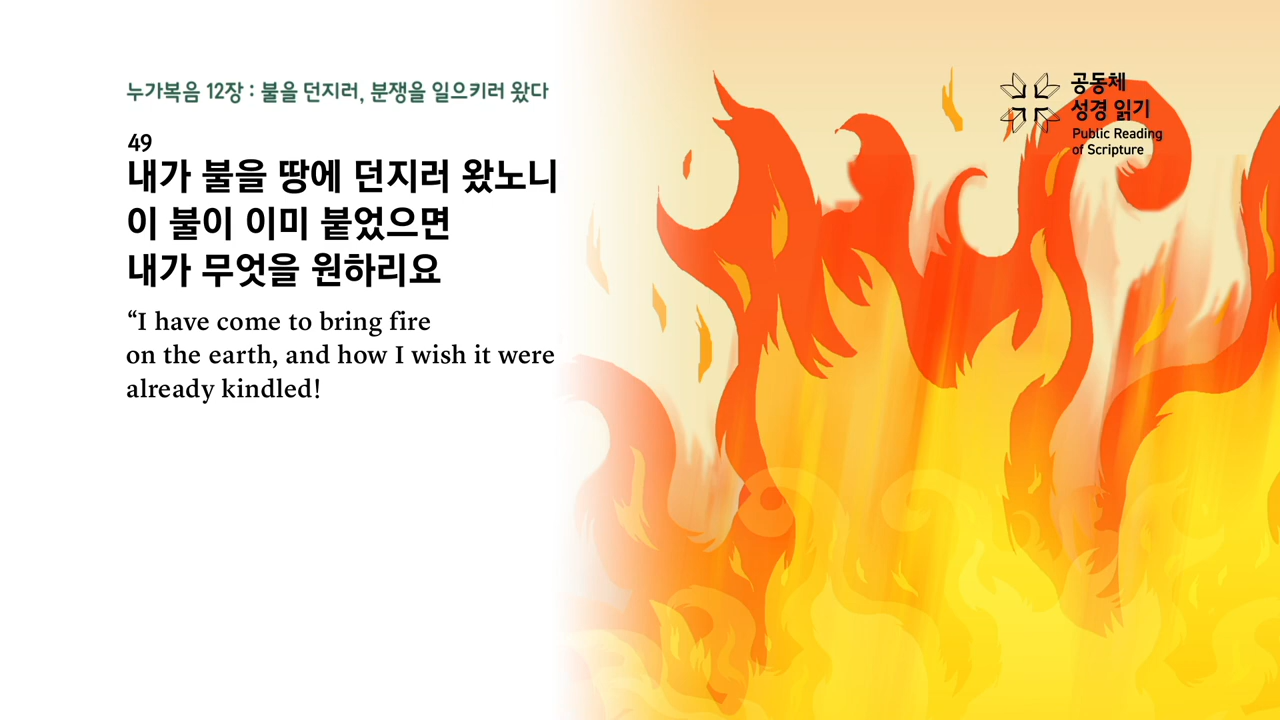 누가복음 12장 : 불을 던지러, 분쟁을 일으키러 왔다
49
내가 불을 땅에 던지러 왔노니
이 불이 이미 붙었으면
내가 무엇을 원하리요
“I have come to bring fire
on the earth, and how I wish it were
already kindled!
공동체
성경 읽기
Public Reading
of Scripture